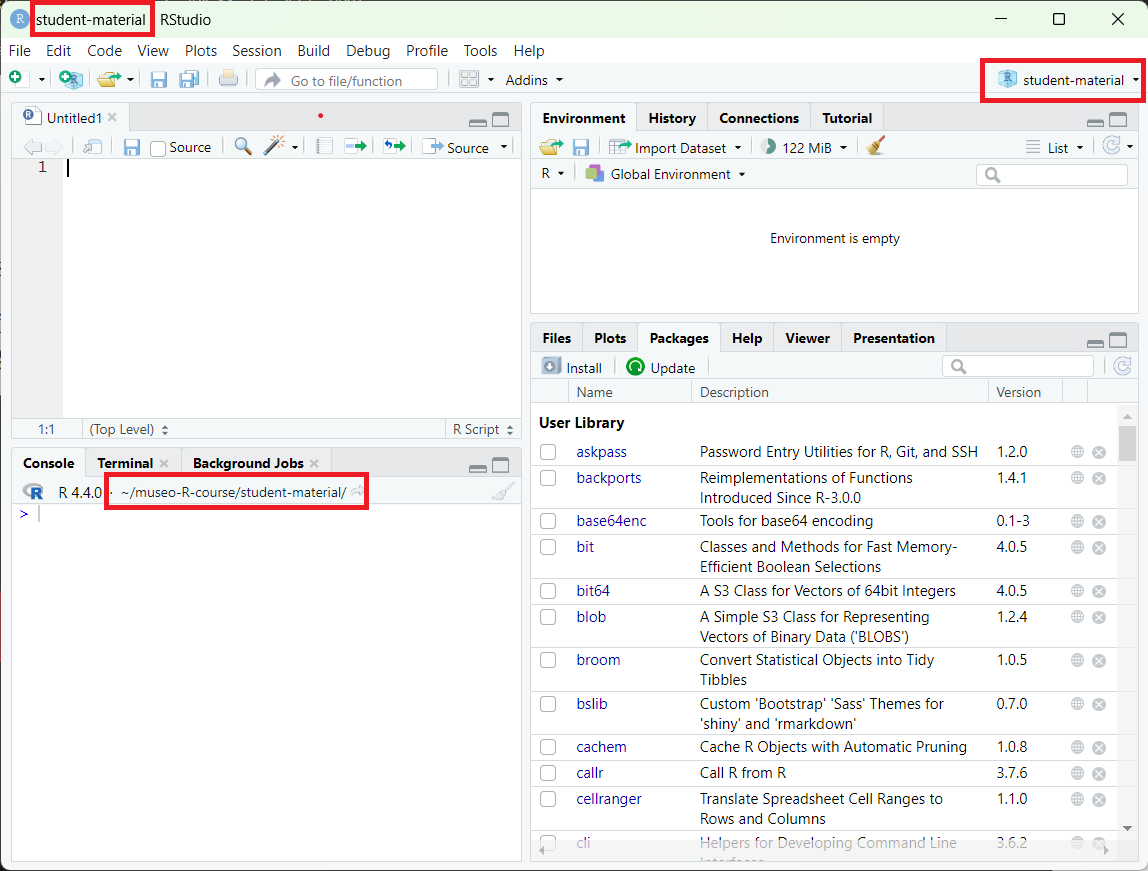 R student-material RStudio
File Edit Code View Plots Session Build Debug Profile Tools Help
Go to file/function Addins student-material
Untitled1
Source Source
1
1:1 (Top Level) R Script
Console Terminal Background Jobs
R R 4.4.0 · ~/museo-R-course/student-material/
>
Environment History Connections Tutorial
Import Dataset 122 MiB List
R Global Environment
Environment is empty
Files Plots Packages Help Viewer Presentation
Install Update
Name Description Version
User Library
askpass Password Entry Utilities for R, Git, and SSH 1.2.0
backports Reimplementations of Functions 1.4.1
Introduced Since R-3.0.0
base64enc Tools for base64 encoding 0.1-3
bit Classes and Methods for Fast Memory- 4.0.5
Efficient Boolean Selections
bit64 A S3 Class for Vectors of 64bit Integers 4.0.5
blob A Simple S3 Class for Representing 1.2.4
Vectors of Binary Data ('BLOBS')
broom Convert Statistical Objects into Tidy 1.0.5
Tibbles
bslib Custom 'Bootstrap' 'Sass' Themes for 0.7.0
'shiny' and 'rmarkdown'
cachem Cache R Objects with Automatic Pruning 1.0.8
callr Call R from R 3.7.6
cellranger Translate Spreadsheet Cell Ranges to 1.1.0
Rows and Columns
cli Helpers for Developing Command Line 3.6.2
Interfaces